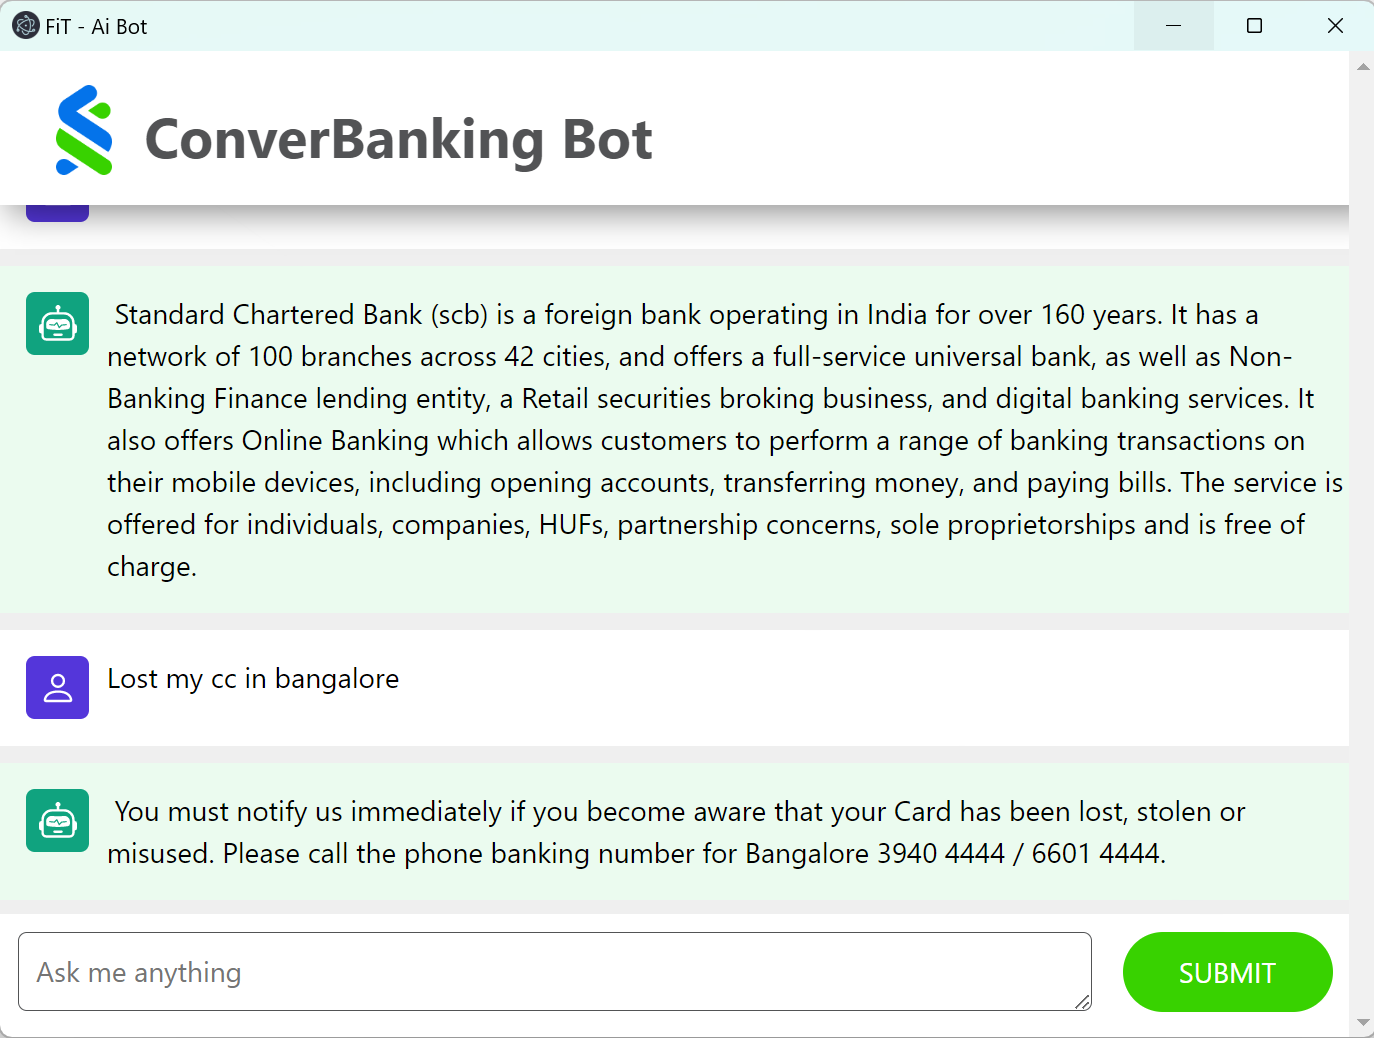 FiT - Ai Bot
ConverBanking Bot
Standard Chartered Bank (scb) is a foreign bank operating in India for over 160 years. It has a
network of 100 branches across 42 cities, and offers a full-service universal bank, as well as Non-
Banking Finance lending entity, a Retail securities broking business, and digital banking services. It
also offers Online Banking which allows customers to perform a range of banking transactions on
their mobile devices, including opening accounts, transferring money, and paying bills. The service is
offered for individuals, companies, HUFs, partnership concerns, sole proprietorships and is free of
charge.
Lost my cc in bangalore
You must notify us immediately if you become aware that your Card has been lost, stolen or
misused. Please call the phone banking number for Bangalore 3940 4444 / 6601 4444.
Ask me anything
SUBMIT